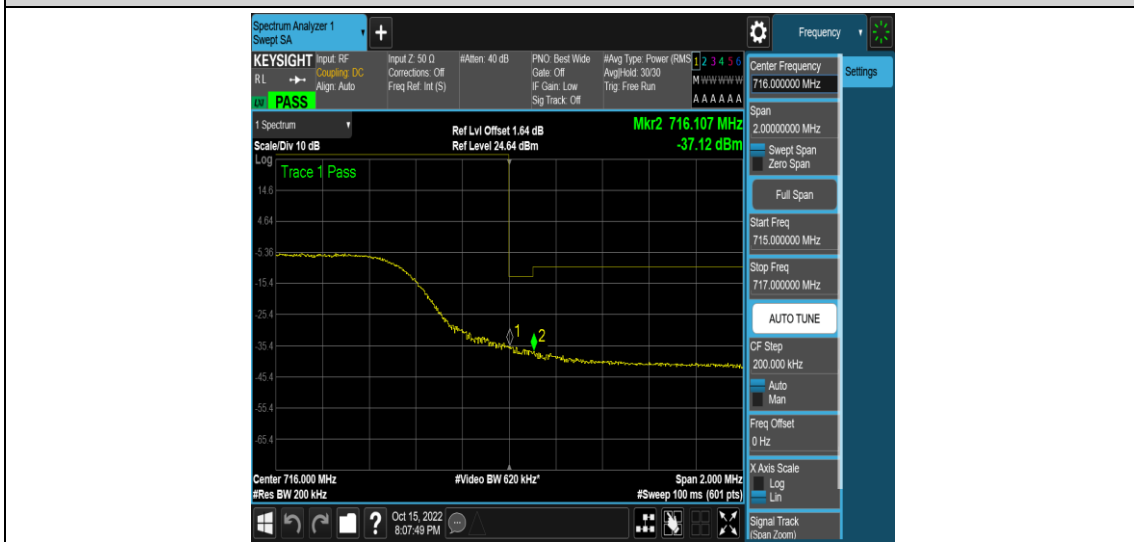 Spectrum Analyzer 1
Swept SA
+
Frequency
KEYSIGHT
RL
LXI
PASS
Input: RF
Coupling: DC
Align: Auto
Input Z: 50 Ω
Corrections: Off
Freq Ref: Int (S)
#Atten: 40 dB
PNO: Best Wide
Gate: Off
IF Gain: Low
Sig Track: Off
#Avg Type: Power (RMS
Avg|Hold: 30/30
Trig: Free Run
1 2 3 4 5 6
M W W W W W
A A A A A A
1 Spectrum
Scale/Div 10 dB
Ref Lvl Offset 1.64 dB
Ref Level 24.64 dBm
Mkr2 716.107 MHz
-37.12 dBm
Log
Trace 1 Pass
14.6
4.64
-5.36
-15.4
-25.4
-35.4
-45.4
-55.4
-65.4
1
2
Center 716.000 MHz
#Res BW 200 kHz
#Video BW 620 kHz*
Span 2.000 MHz
#Sweep 100 ms (601 pts)
Center Frequency
716.000000 MHz
Settings
Span
2.00000000 MHz
Swept Span
Zero Span
Full Span
Start Freq
715.000000 MHz
Stop Freq
717.000000 MHz
AUTO TUNE
CF Step
200.000 kHz
Auto
Man
Freq Offset
0 Hz
X Axis Scale
Log
Lin
Signal Track
(Span Zoom)
?
Oct 15, 2022
8:07:49 PM